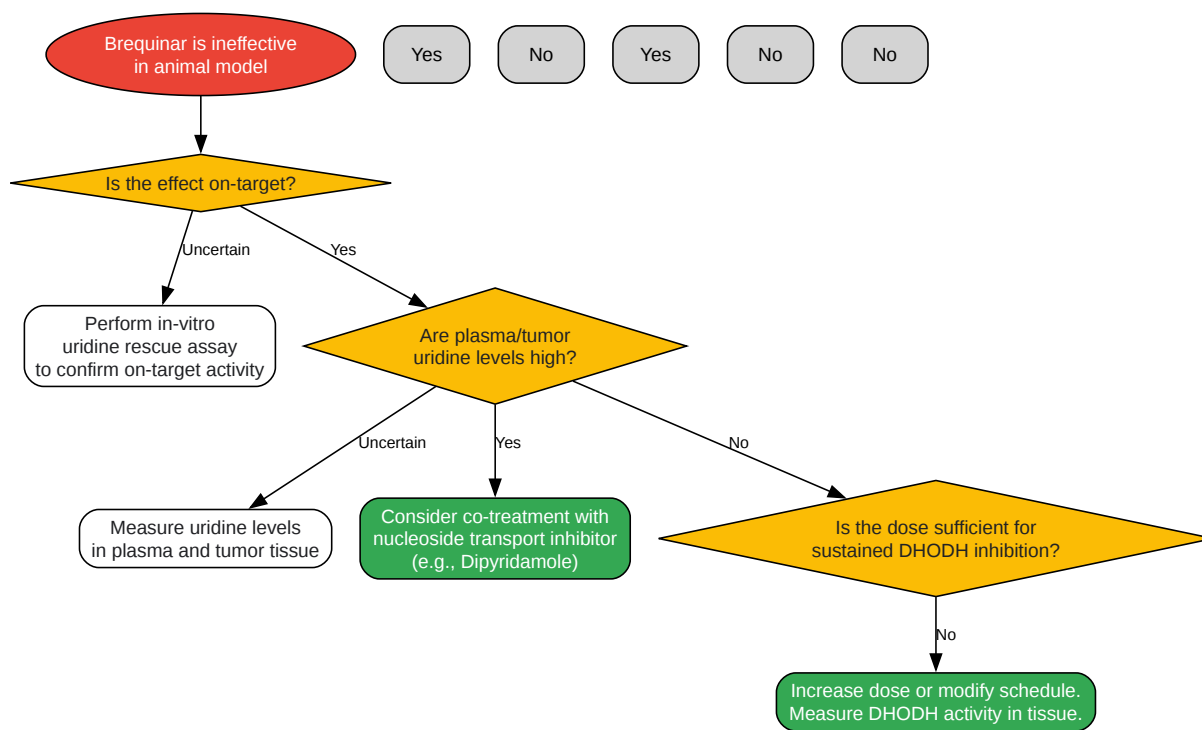 Brequinar is ineffective
in animal model
Yes
No
Yes
No
No
Is the effect on-target?
Uncertain
Yes
Perform in-vitro
uridine rescue assay
to confirm on-target activity
Are plasma/tumor
uridine levels high?
Uncertain
Yes
No
Measure uridine levels
in plasma and tumor tissue
Consider co-treatment with
nucleoside transport inhibitor
(e.g., Dipyridamole)
Is the dose sufficient for
sustained DHODH inhibition?
No
Increase dose or modify schedule.
Measure DHODH activity in tissue.